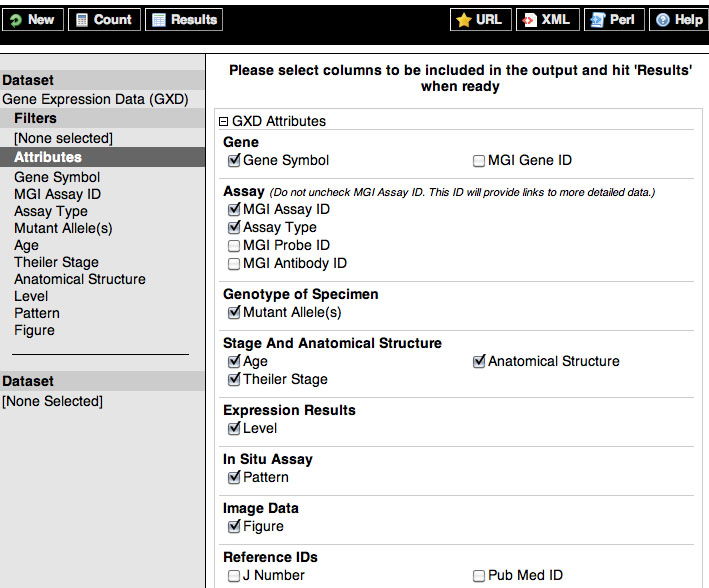 New Count Results URL XML Perl Help
Dataset
Gene Expression Data (GXD)
Filters
[None selected]
Attributes
Gene Symbol
MGI Assay ID
Assay Type
Mutant Allele(s)
Age
Theiler Stage
Anatomical Structure
Level
Pattern
Figure
Dataset
[None Selected]
Please select columns to be included in the output and hit 'Results'
when ready
GXD Attributes
Gene
Gene Symbol MGI Gene ID
Assay (Do not uncheck MGI Assay ID. This ID will provide links to more detailed data.)
MGI Assay ID
Assay Type
MGI Probe ID
MGI Antibody ID
Genotype of Specimen
Mutant Allele(s)
Stage And Anatomical Structure
Age Anatomical Structure
Theiler Stage
Expression Results
Level
In Situ Assay
Pattern
Image Data
Figure
Reference IDs
J Number Pub Med ID